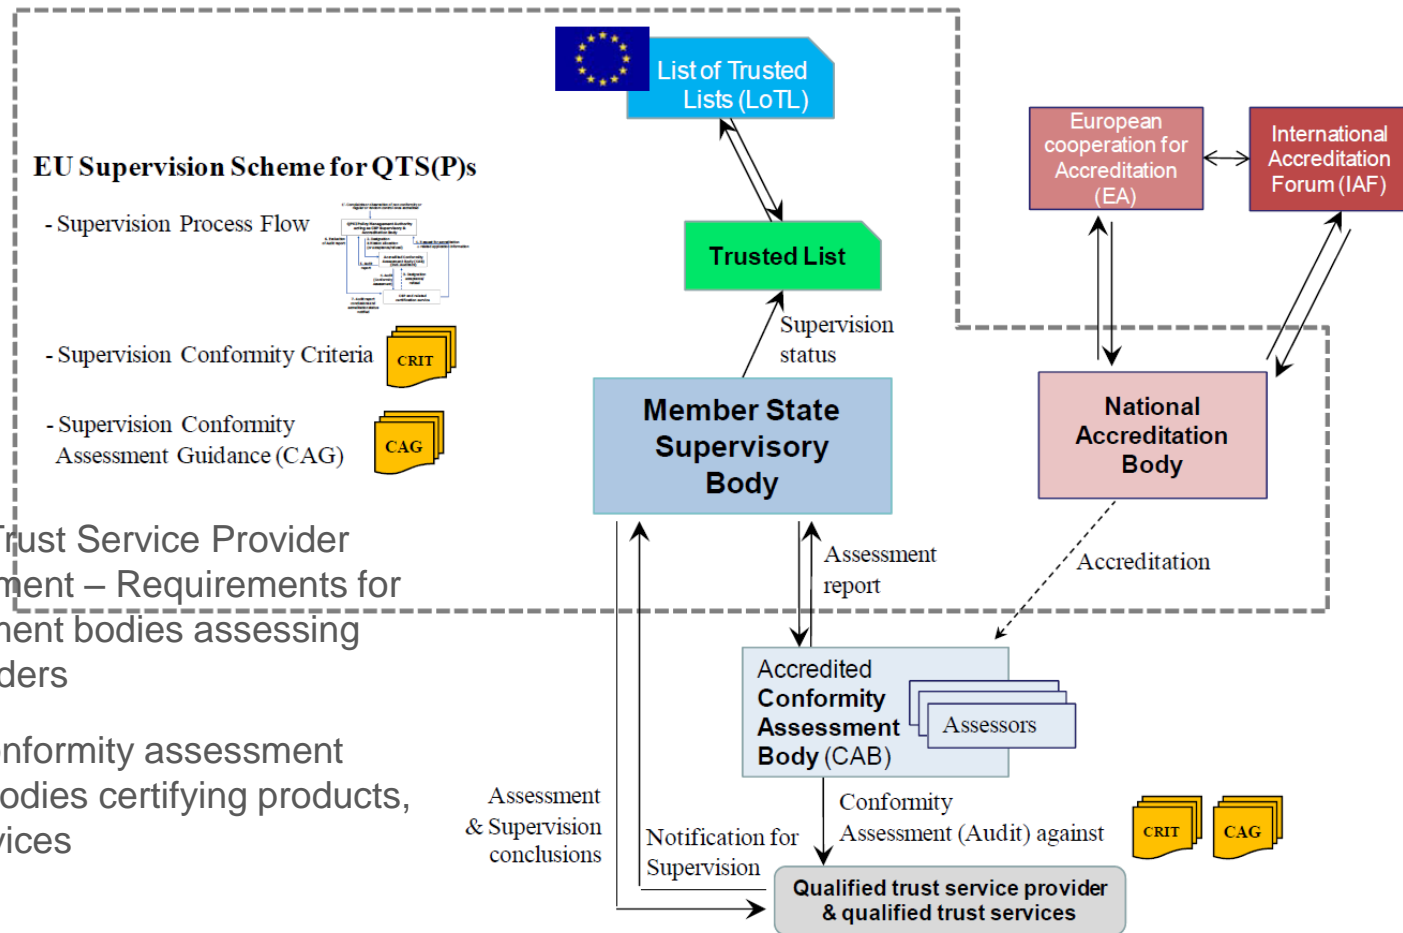 List of Trusted
Lists (LoTL)
European
cooperation for
Accreditation
(EA)
International
Accreditation
Forum (IAF)
EU Supervision Scheme for QTS(P)s
- Supervision Process Flow
Trusted List
Supervision
status
- Supervision Conformity Criteria
CRIT
- Supervision Conformity
Assessment Guidance (CAG)
CAG
Member State
Supervisory
Body
National
Accreditation
Body
Trust Service Provider
ment – Requirements for
ment bodies assessing
ders
Assessment
report
Accreditation
Accredited
Conformity
Assessment
Body (CAB)
Assessors
onformity assessment
bodies certifying products,
vices
Assessment
& Supervision
conclusions
Notification for
Supervision
Conformity
Assessment (Audit) against
CRIT
CAG
Qualified trust service provider
& qualified trust services